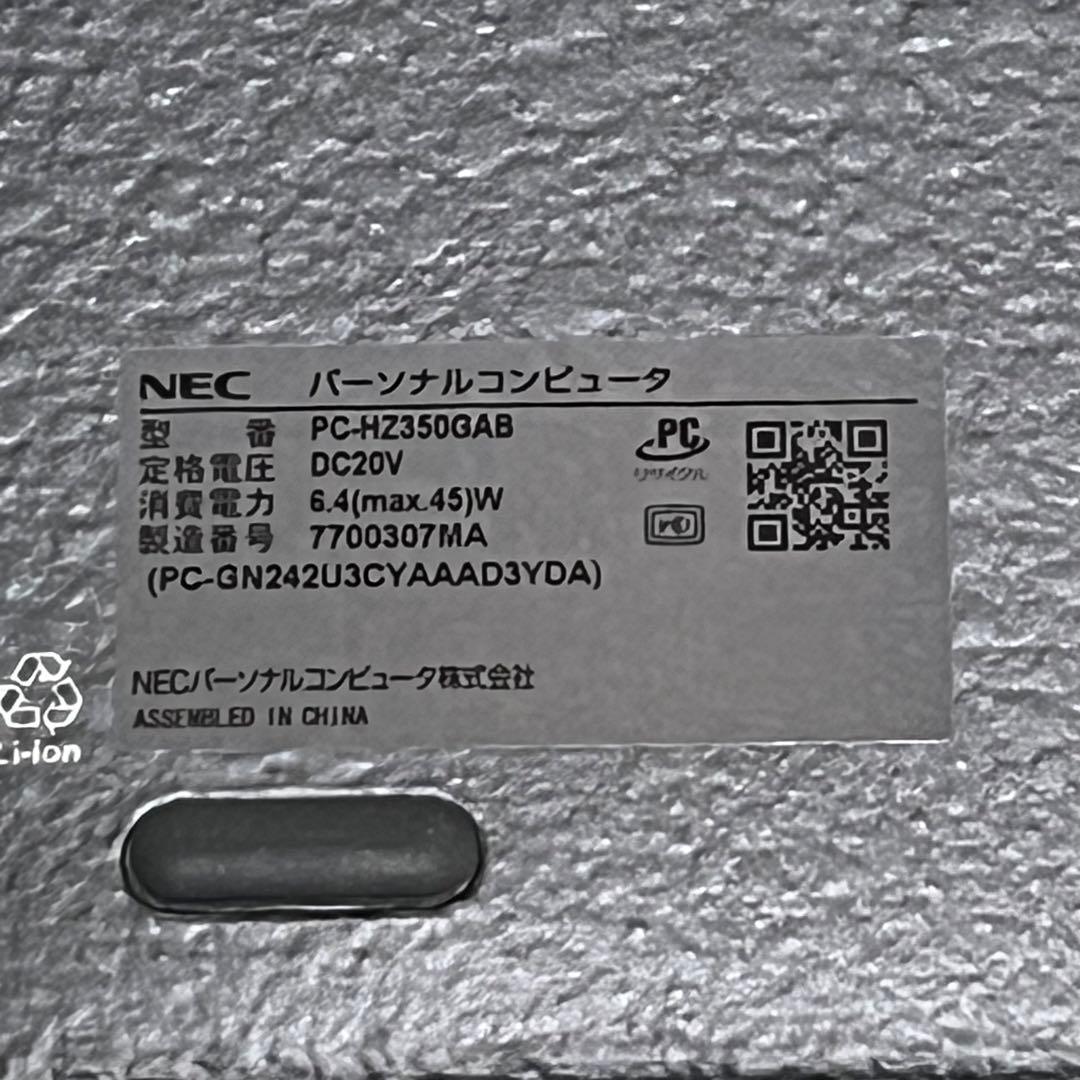 NEC パーソナルコンピュータ
型番 PC-HZ350GAB
定格電圧 DC20V
消費電力 6.4(max.45)W
製造番号 7700307MA
(PC-GN242U3CYAAAD3YDA)
PC
リサイクル
NECパーソナルコンピュータ株式会社
ASSEMBLED IN CHINA
Li-Ion